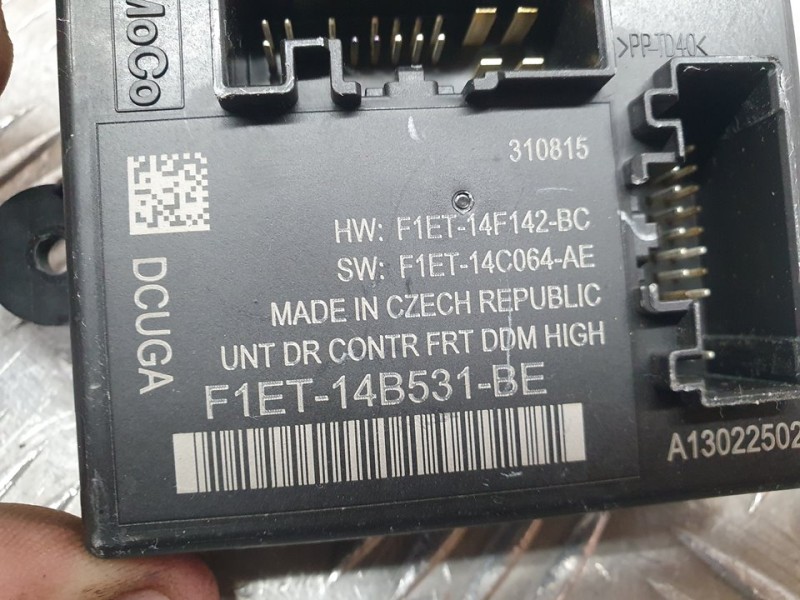 MoCo
>PP-TD40<
310815
HW: F1ET-14F142-BC
SW: F1ET-14C064-AE
MADE IN CZECH REPUBLIC
UNT DR CONTR FRT DDM HIGH
F1ET-14B531-BE
DCUGA
A13022502